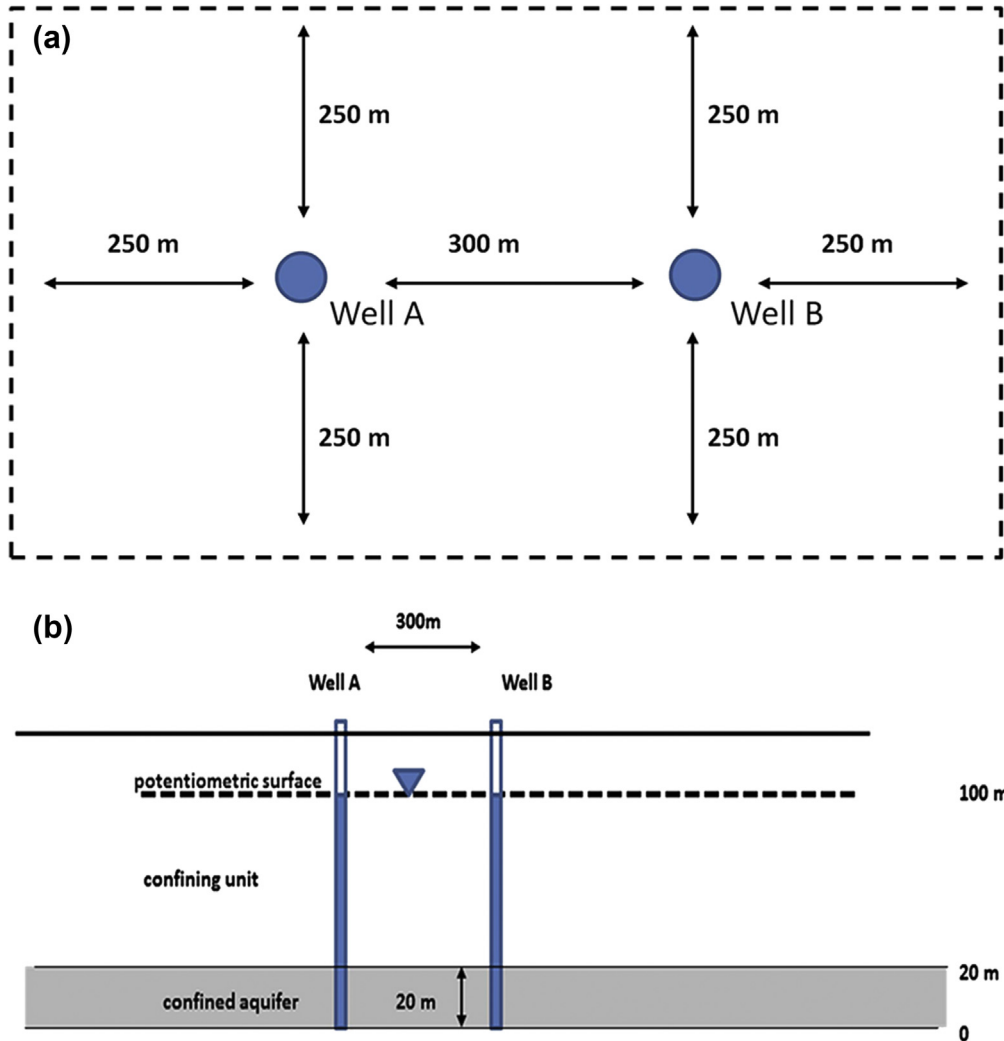 (a)
250 m
250 m
250 m
300 m
250 m
Well A
Well B
250 m
250 m
(b)
300m
Well A
Well B
potentiometric surface
100 m
confining unit
20 m
confined aquifer
20 m
0